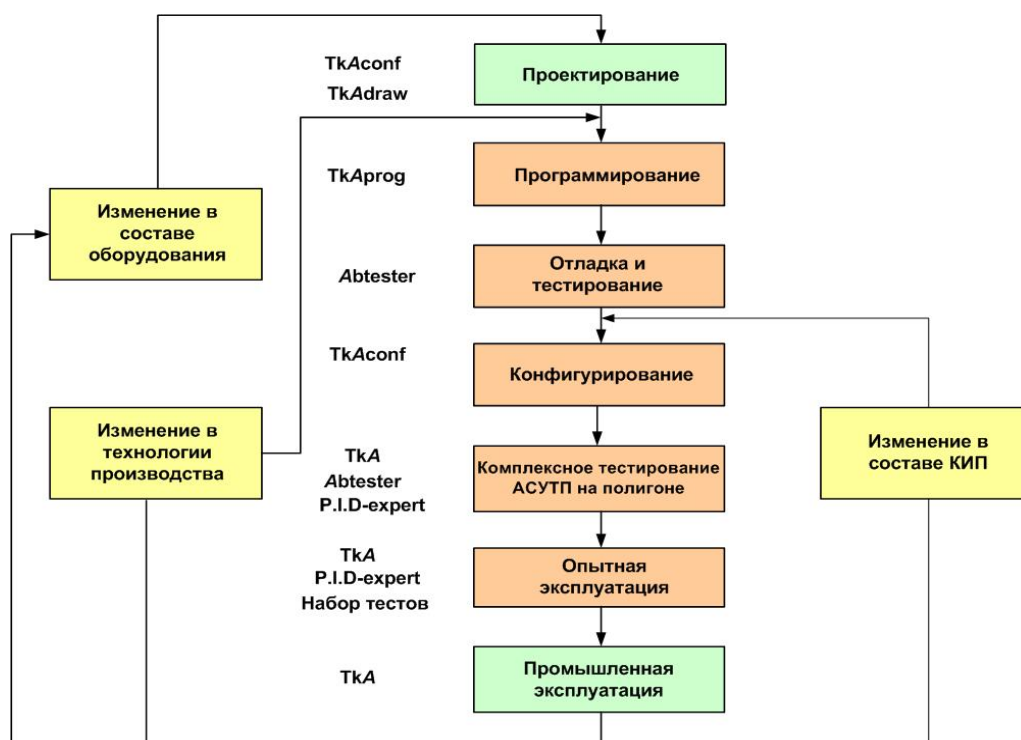 TkAconf
TkAdraw
Проектирование
TkAprog
Программирование
Изменение в
составе
оборудования
Abtester
Отладка и
тестирование
TkAconf
Конфигурирование
Изменение в
технологии
производства
TkA
Abtester
P.I.D-expert
Комплексное тестирование
АСУТП на полигоне
Изменение в
составе КИП
TkA
P.I.D-expert
Набор тестов
Опытная
эксплуатация
TkA
Промышленная
эксплуатация